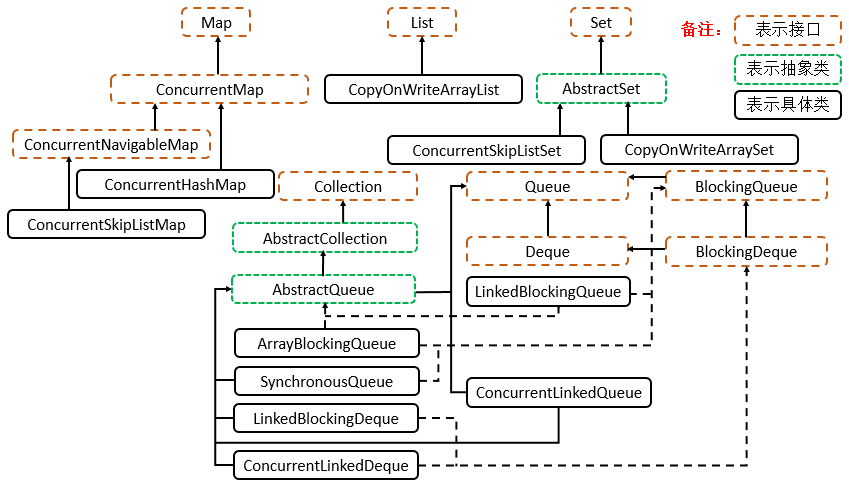 Map
List
Set
备注：
表示接口
ConcurrentMap
CopyOnWriteArrayList
AbstractSet
表示抽象类
表示具体类
ConcurrentNavigableMap
ConcurrentSkipListSet
CopyOnWriteArraySet
ConcurrentHashMap
Collection
Queue
BlockingQueue
ConcurrentSkipListMap
AbstractCollection
Deque
BlockingDeque
AbstractQueue
LinkedBlockingQueue
ArrayBlockingQueue
SynchronousQueue
ConcurrentLinkedQueue
LinkedBlockingDeque
ConcurrentLinkedDeque